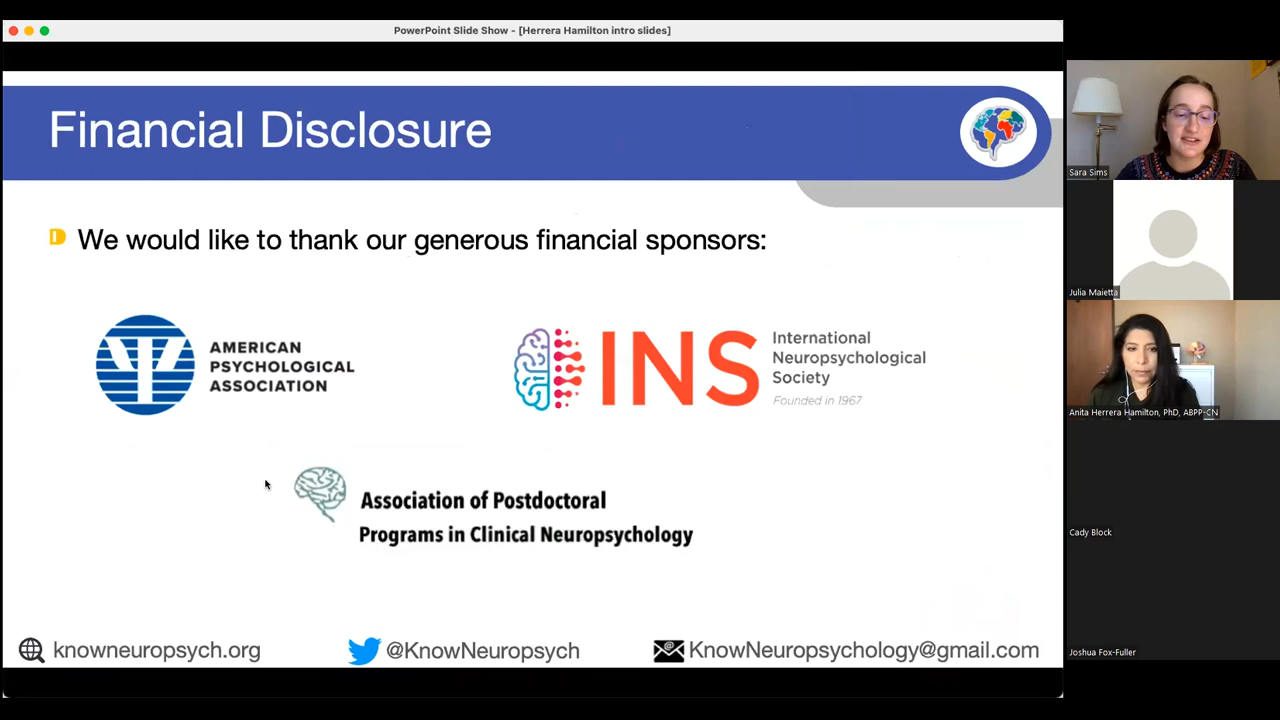 PowerPoint Slide Show - [Herrera Hamilton intro slides]
Financial Disclosure
We would like to thank our generous financial sponsors:
AMERICAN
PSYCHOLOGICAL
ASSOCIATION
INS
International
Neuropsychological
Society
Founded in 1967
Association of Postdoctoral
Programs in Clinical Neuropsychology
knowneuropsych.org
@KnowNeuropsych
KnowNeuropsychology@gmail.com
Sara Sims
Julia Maietta
Anita Herrera Hamilton, PhD, ABPP-CN
Cady Block
Joshua Fox-Fuller